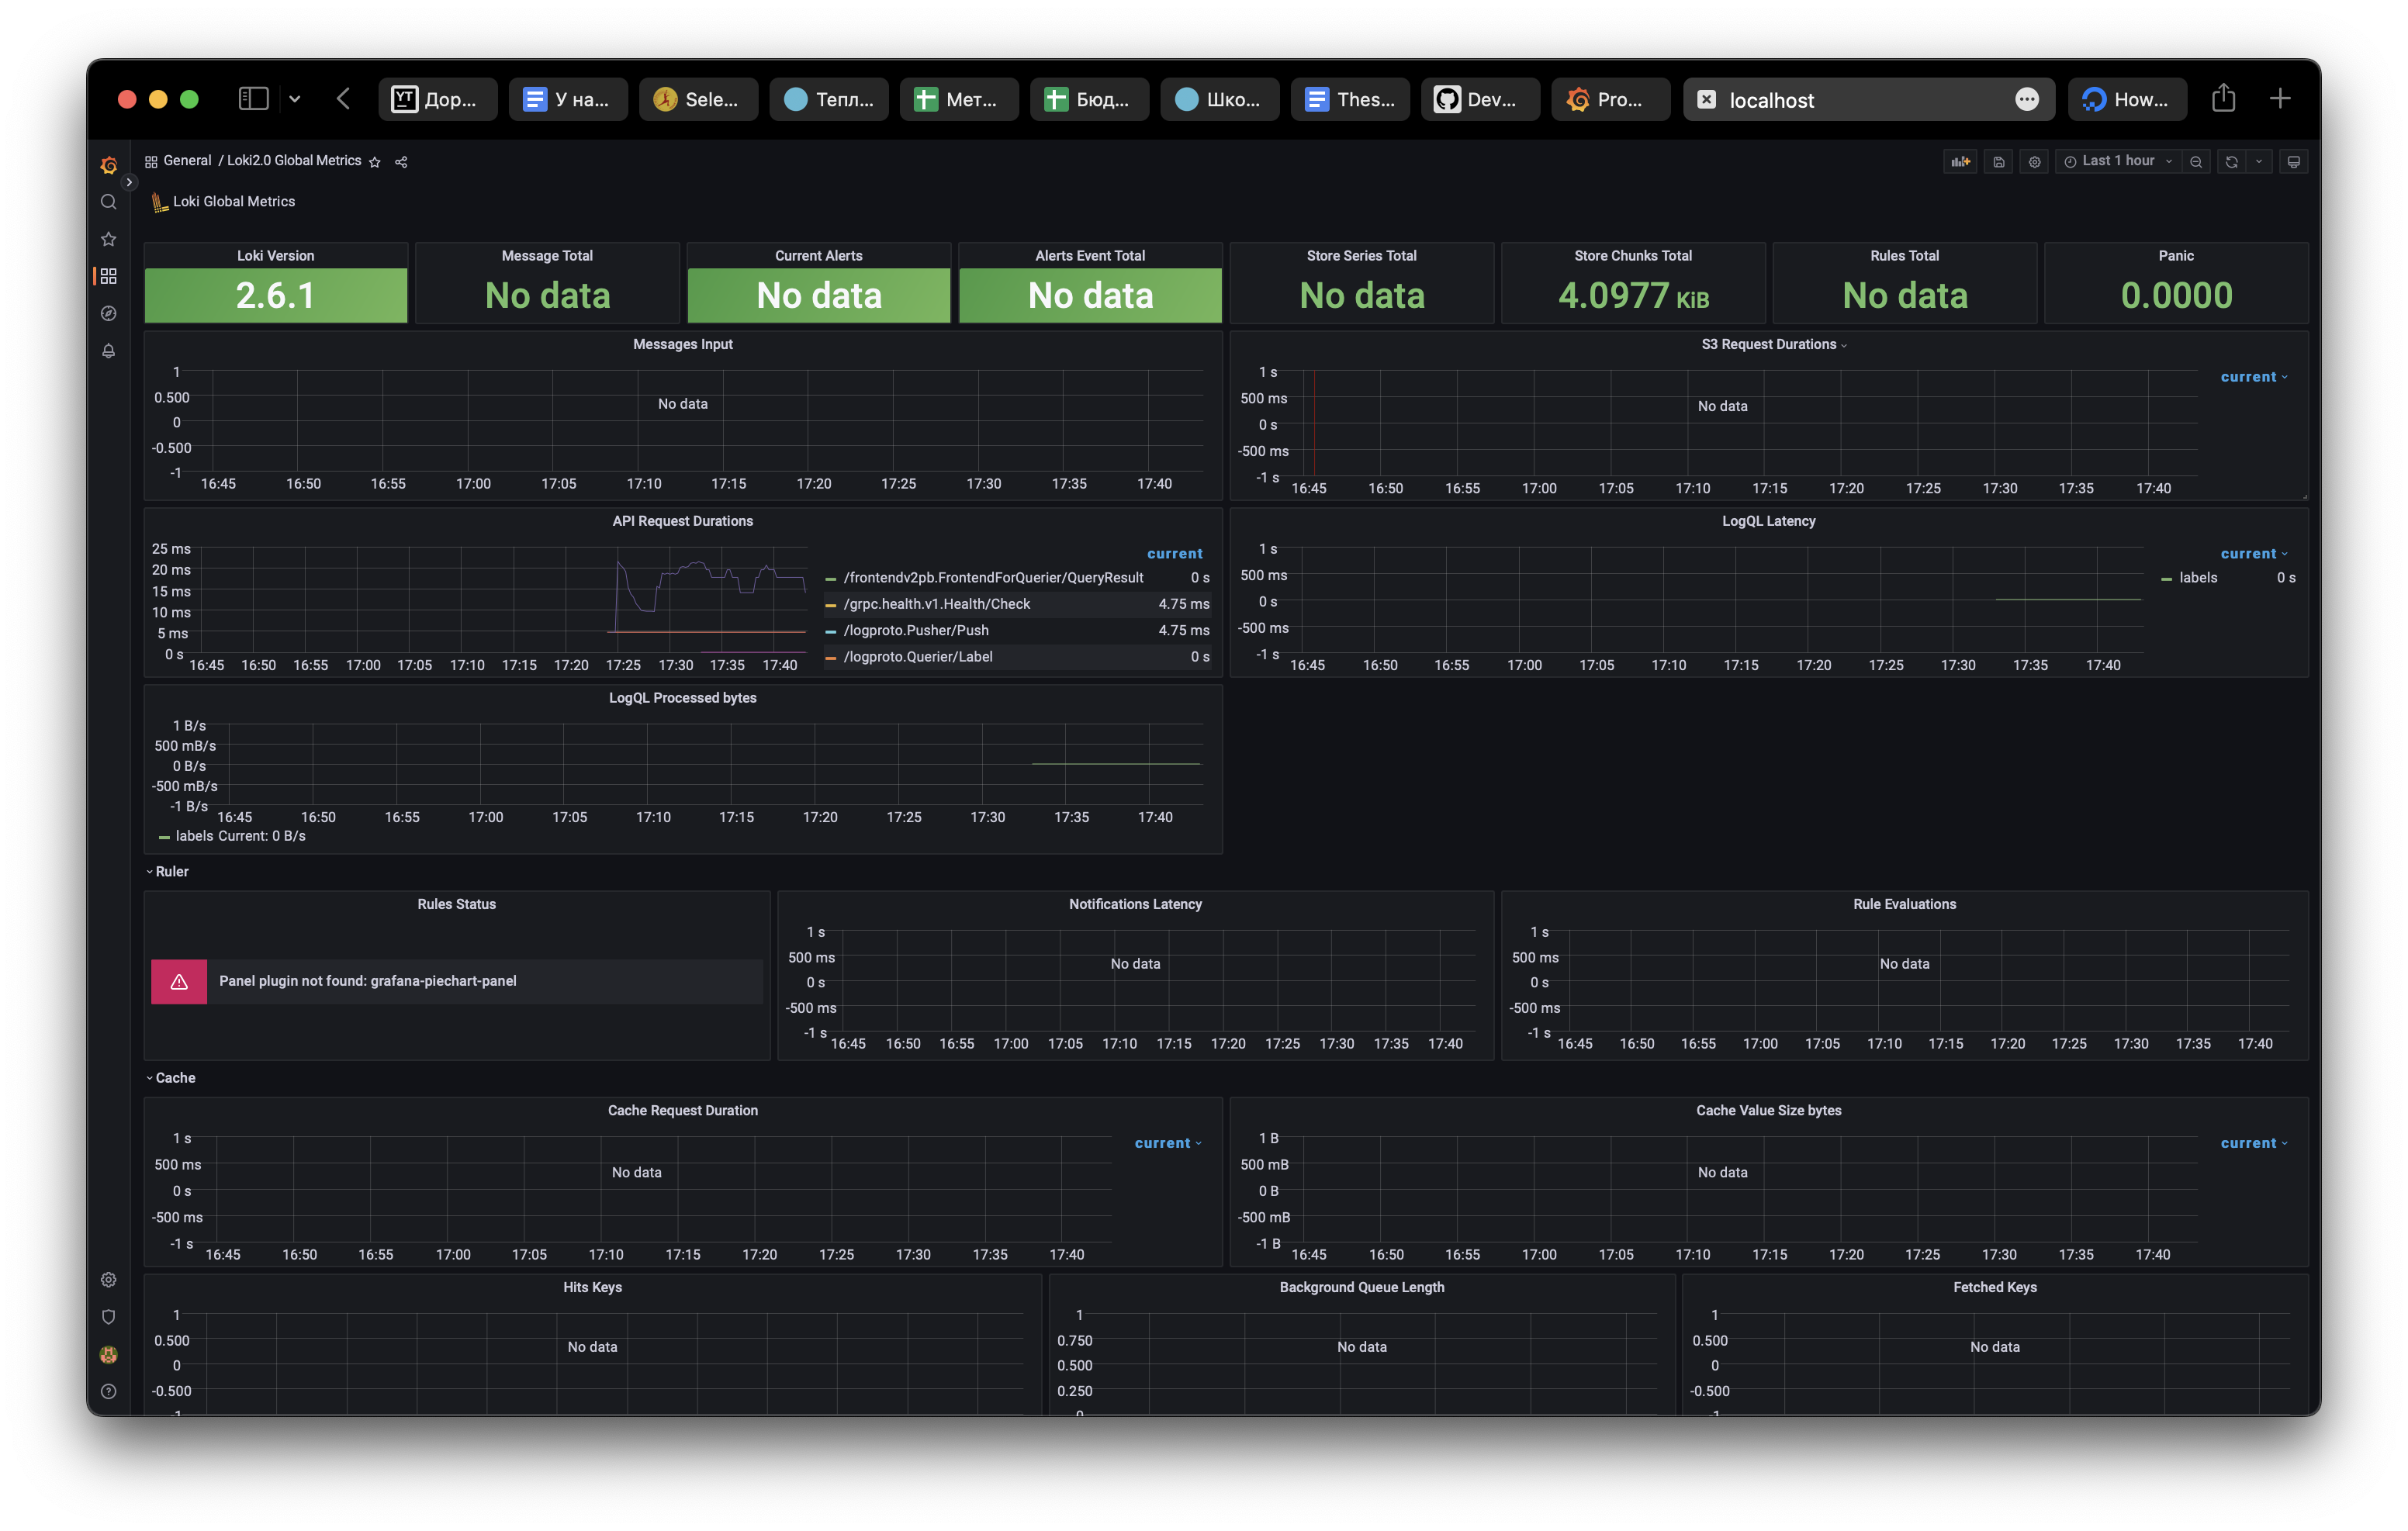 Дор...
У на...
Sele...
Тепл...
Мет...
Бюд...
Шко...
Thes...
Dev...
Pro...
localhost
How...
General / Loki2.0 Global Metrics
Last 1 hour
Loki Global Metrics
Loki Version
2.6.1
Message Total
No data
Current Alerts
No data
Alerts Event Total
No data
Store Series Total
No data
Store Chunks Total
4.0977 KiB
Rules Total
No data
Panic
0.0000
Messages Input
1
0.500
0
-0.500
-1
No data
16:45 16:50 16:55 17:00 17:05 17:10 17:15 17:20 17:25 17:30 17:35 17:40
S3 Request Durations
1 s
500 ms
0 s
-500 ms
-1 s
No data
current
16:45 16:50 16:55 17:00 17:05 17:10 17:15 17:20 17:25 17:30 17:35 17:40
API Request Durations
25 ms
20 ms
15 ms
10 ms
5 ms
0 s
16:45 16:50 16:55 17:00 17:05 17:10 17:15 17:20 17:25 17:30 17:35 17:40
current
/frontendv2pb.FrontendForQuerier/QueryResult 0 s
/grpc.health.v1.Health/Check 4.75 ms
/logproto.Pusher/Push 4.75 ms
/logproto.Querier/Label 0 s
LogQL Latency
1 s
500 ms
0 s
-500 ms
-1 s
16:45 16:50 16:55 17:00 17:05 17:10 17:15 17:20 17:25 17:30 17:35 17:40
current
labels 0 s
LogQL Processed bytes
1 B/s
500 mB/s
0 B/s
-500 mB/s
-1 B/s
16:45 16:50 16:55 17:00 17:05 17:10 17:15 17:20 17:25 17:30 17:35 17:40
labels Current: 0 B/s
Ruler
Rules Status
Panel plugin not found: grafana-piechart-panel
Notifications Latency
1 s
500 ms
0 s
-500 ms
-1 s
No data
16:45 16:50 16:55 17:00 17:05 17:10 17:15 17:20 17:25 17:30 17:35 17:40
Rule Evaluations
1 s
500 ms
0 s
-500 ms
-1 s
No data
16:45 16:50 16:55 17:00 17:05 17:10 17:15 17:20 17:25 17:30 17:35 17:40
Cache
Cache Request Duration
1 s
500 ms
0 s
-500 ms
-1 s
No data
current
16:45 16:50 16:55 17:00 17:05 17:10 17:15 17:20 17:25 17:30 17:35 17:40
Cache Value Size bytes
1 B
500 mB
0 B
-500 mB
-1 B
No data
current
16:45 16:50 16:55 17:00 17:05 17:10 17:15 17:20 17:25 17:30 17:35 17:40
Hits Keys
1
0.500
0
-0.500
-1
No data
Background Queue Length
1
0.750
0.500
0.250
0
No data
Fetched Keys
1
0.500
0
-0.500
-1
No data